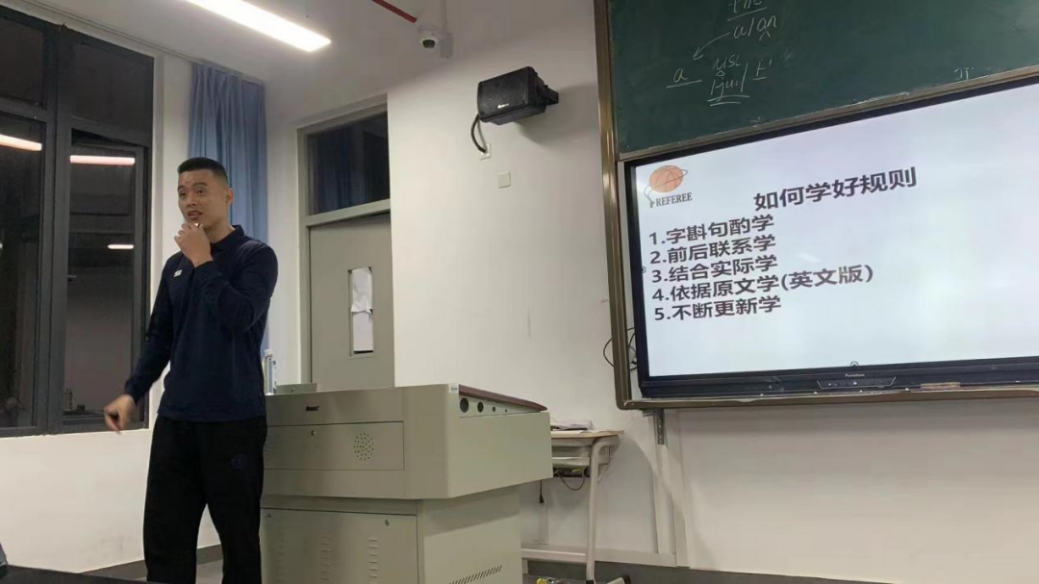 the
a/an
a
REFEREE
如何学好规则
1.字斟句酌学
2.前后联系学
3.结合实际学
4.依据原文学(英文版)
5.不断更新学